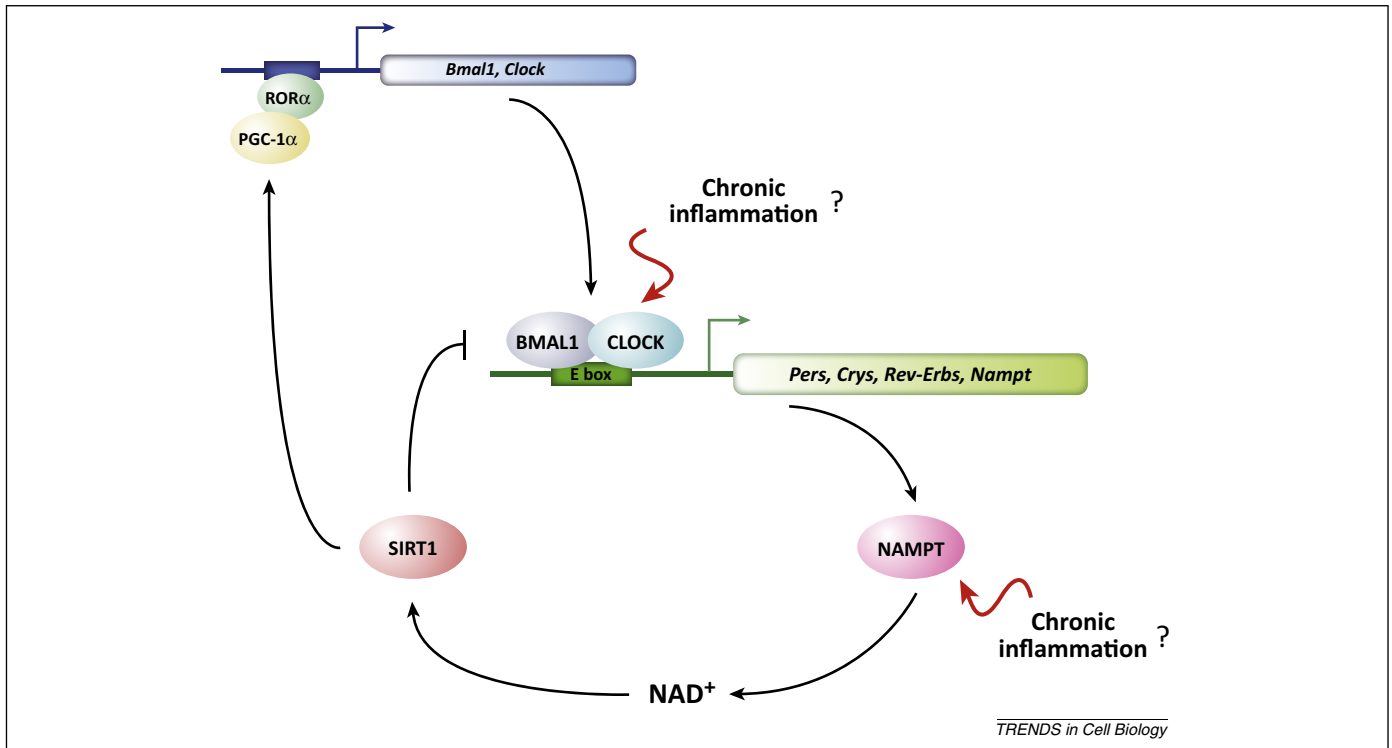 Bmal1, Clock
RORα
PGC-1α
Chronic
inflammation ?
BMAL1
CLOCK
E box
Pers, Crys, Rev-Erbs, Nampt
SIRT1
NAMPT
Chronic
inflammation ?
NAD⁺
TRENDS in Cell Biology